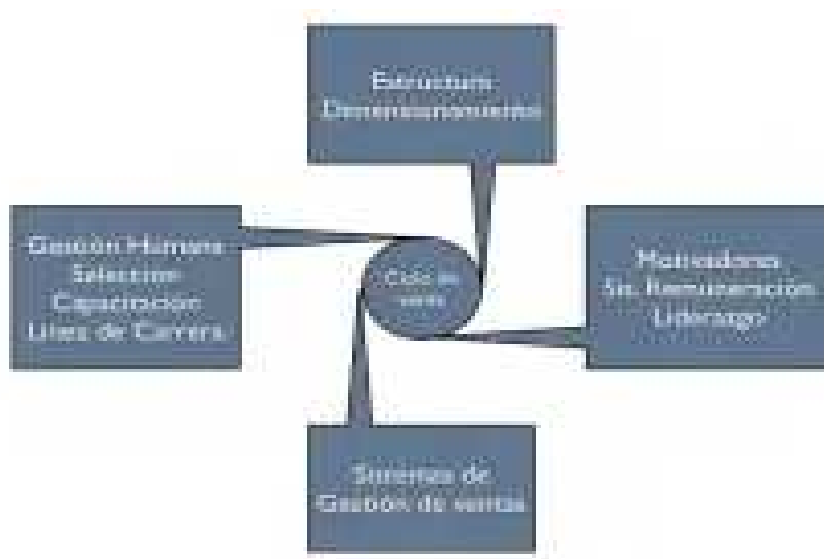 Estructura
Dimensionamiento
Gestión Humana
Selección
Capacitación
Línea de Carrera
Ciclo de
venta
Motivadores
Sis. Remuneración
Liderazgo
Sistemas de
Gestión de ventas